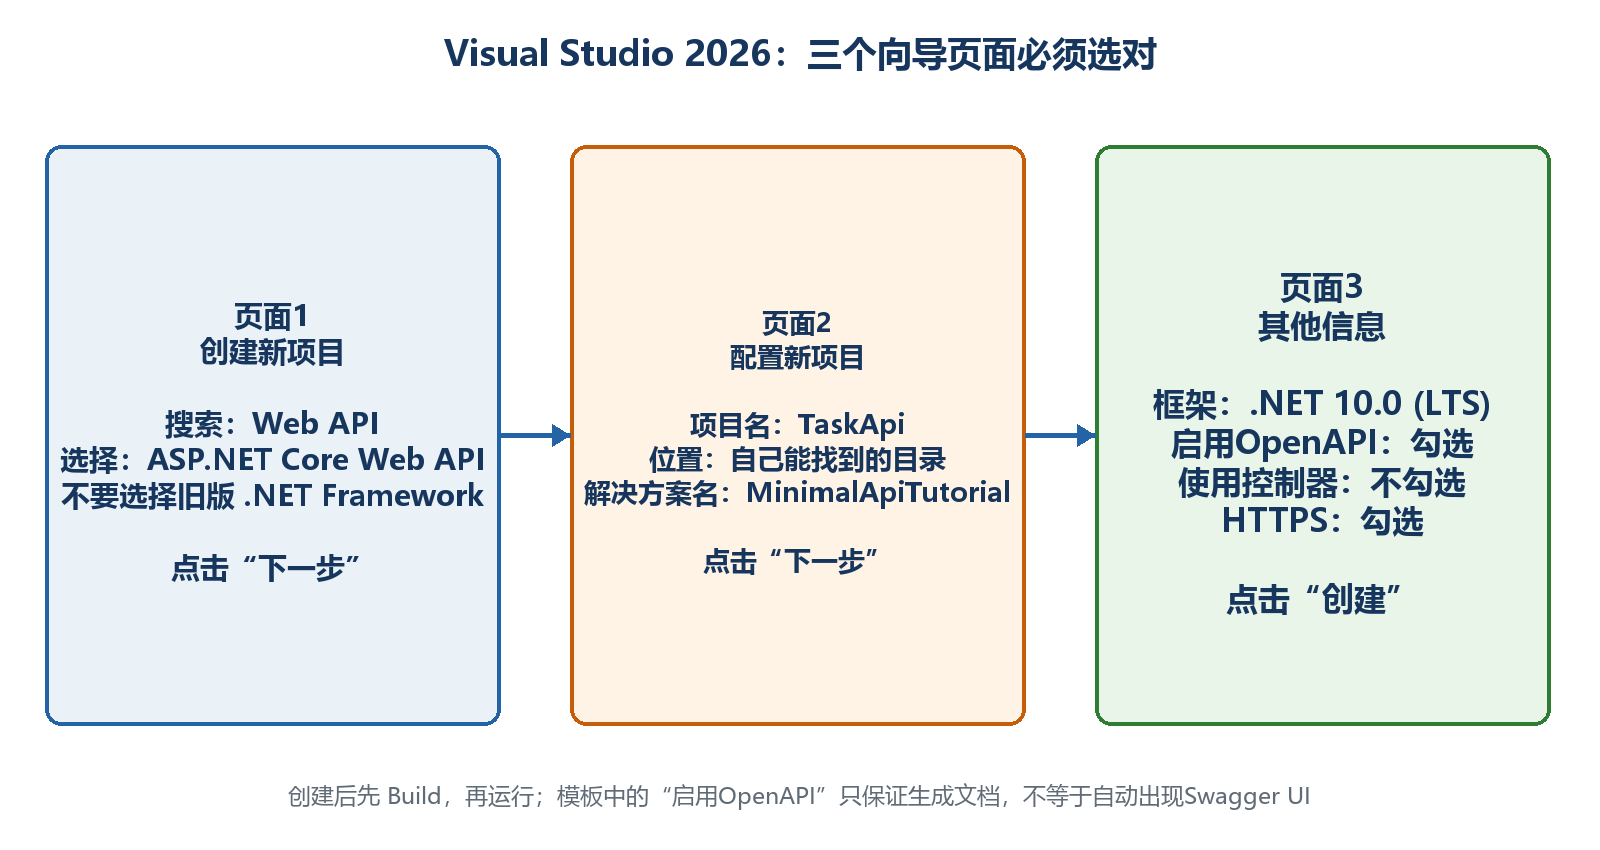 Visual Studio 2026：三个向导页面必须选对
页面1
创建新项目
搜索：Web API
选择：ASP.NET Core Web API
不要选择旧版 .NET Framework
点击“下一步”
页面2
配置新项目
项目名：TaskApi
位置：自己能找到的目录
解决方案名：MinimalApiTutorial
点击“下一步”
页面3
其他信息
框架：.NET 10.0 (LTS)
启用OpenAPI：勾选
使用控制器：不勾选
HTTPS：勾选
点击“创建”
创建后先 Build，再运行；模板中的“启用OpenAPI”只保证生成文档，不等于自动出现Swagger UI